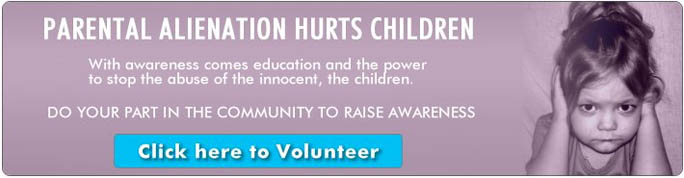 PARENTAL ALIENATION HURTS CHILDREN
With awareness comes education and the power
to stop the abuse of the innocent, the children.
DO YOUR PART IN THE COMMUNITY TO RAISE AWARENESS
Click here to Volunteer